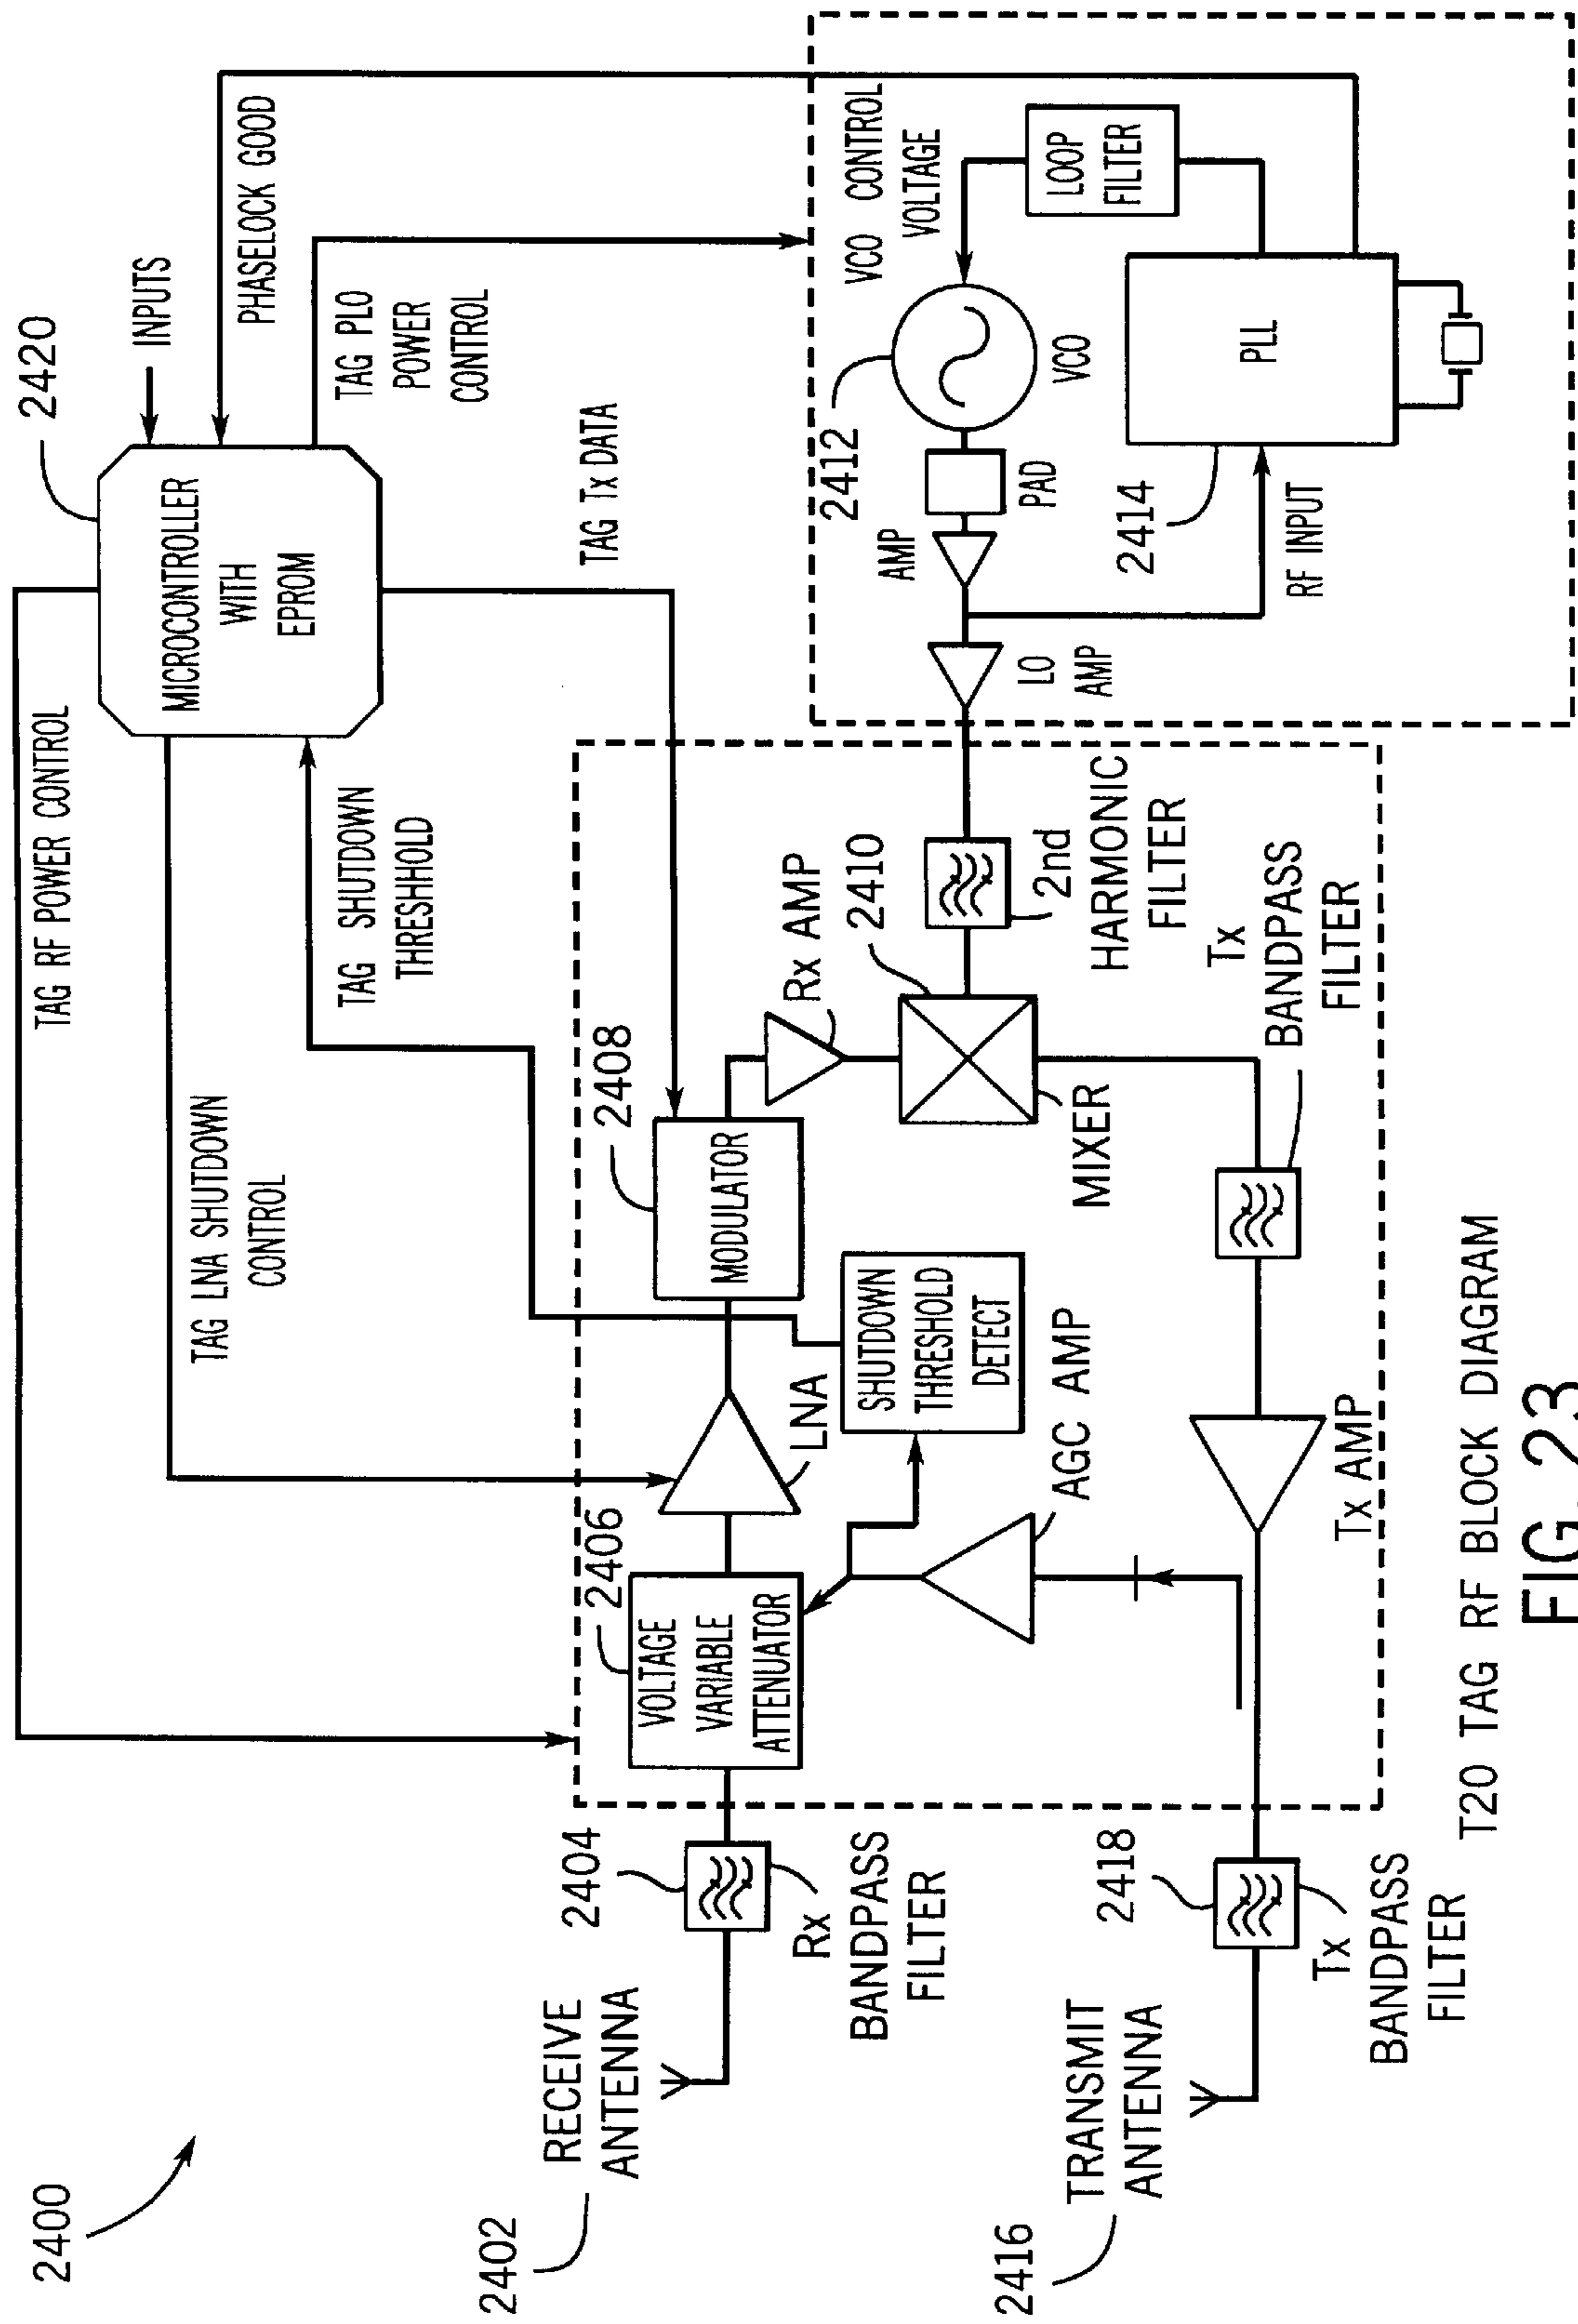 2400
TAG RF POWER CONTROL
2420
MICROCONTROLLER
WITH
EPROM
INPUTS
PHASELOCK GOOD
TAG LNA SHUTDOWN
CONTROL
TAG SHUTDOWN
THRESHHOLD
TAG PLO
POWER
CONTROL
TAG Tx DATA
2402
RECEIVE
ANTENNA
2404
Rx
BANDPASS
FILTER
2406
VOLTAGE
VARIABLE
ATTENUATOR
LNA
2408
MODULATOR
Rx AMP
2410
MIXER
2nd
HARMONIC
FILTER
SHUTDOWN
THRESHOLD
DETECT
AGC AMP
LO
AMP
AMP
PAD
2412
VCO
VCO CONTROL
VOLTAGE
LOOP
FILTER
2414
PLL
RF INPUT
2416
TRANSMIT
ANTENNA
2418
Tx
BANDPASS
FILTER
Tx AMP
Tx
BANDPASS
FILTER
T20 TAG RF BLOCK DIAGRAM
FIG. 23